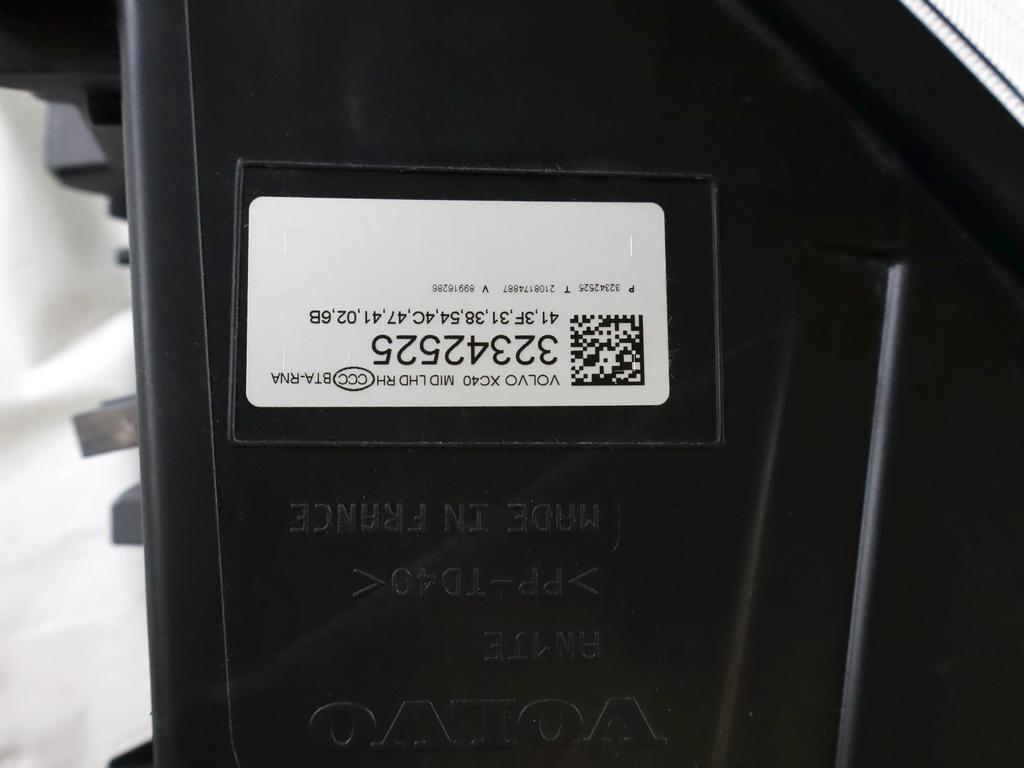 VOLVO
AN1JE
>PP-TD40<
MADE IN FRANCE
VOLVO XC40 MID LHD RH CCC BTA-RNA
32342525
41,3F,31,38,54,4C,47,41,02,6B
P 32342525 T 2108174887 V 89916286